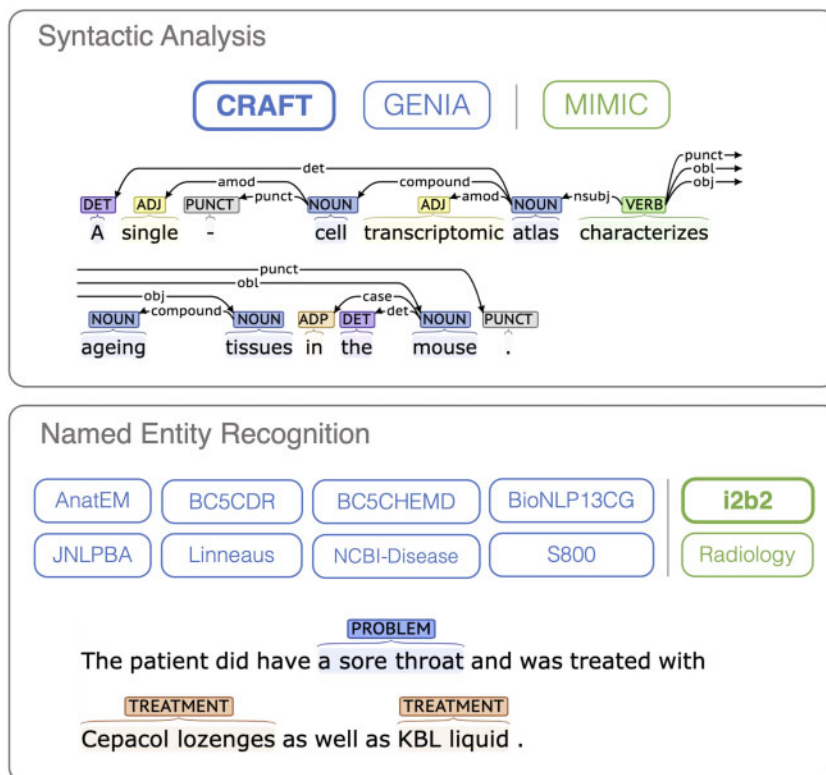 Syntactic Analysis
CRAFT GENIA MIMIC
punct
obl
obj
det
amod compound
punct amod nsubj
DET ADJ PUNCT NOUN ADJ NOUN VERB
A single - cell transcriptomic atlas characterizes
punct
obl
obj case
compound det
NOUN NOUN ADP DET NOUN PUNCT
ageing tissues in the mouse .
Named Entity Recognition
AnatEM BC5CDR BC5CHEMD BioNLP13CG i2b2
JNLPBA Linneaus NCBI-Disease S800 Radiology
PROBLEM
The patient did have a sore throat and was treated with
TREATMENT TREATMENT
Cepacol lozenges as well as KBL liquid .